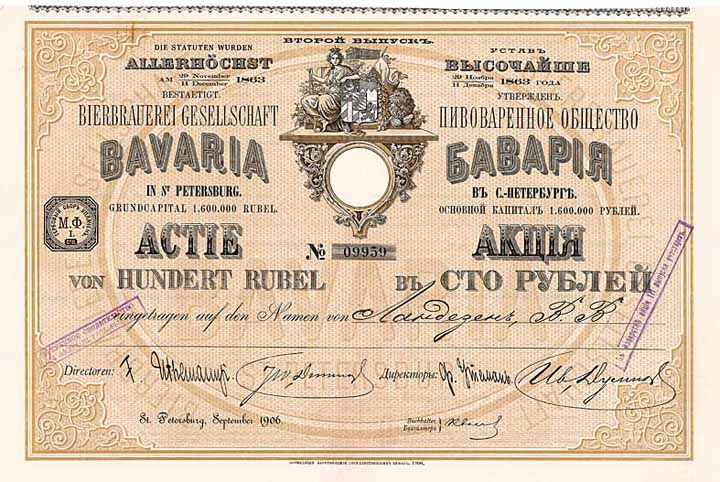 ВТОРОЙ ВЫПУСКЪ.
DIE STATUTEN WURDEN
ALLERHÖCHST
AM 29 November / 11 December 1863
BESTAETIGT.
BIERBRAUEREI GESELLSCHAFT
BAVARIA
IN ST PETERSBURG.
GRUNDCAPITAL 1.600.000 RUBEL.
ACTIE
VON HUNDERT RUBEL
УСТАВЪ
ВЫСОЧАЙШЕ
29 Ноября / 11 Декабря 1863 ГОДА
УТВЕРЖДЕНЪ.
ПИВОВАРЕННОЕ ОБЩЕСТВО
БАВАРІЯ
ВЪ С.-ПЕТЕРБУРГѢ.
ОСНОВНОЙ КАПИТАЛЪ 1.600.000 РУБЛЕЙ.
АКЦІЯ
ВЪ СТО РУБЛЕЙ
М.Ф.
I.
№ 09959
eingetragen auf den Namen von Ландезенъ, В. В.
Directoren:
Директоры:
St. Petersburg, September 1906.
Buchhalter
Бухгалтеръ